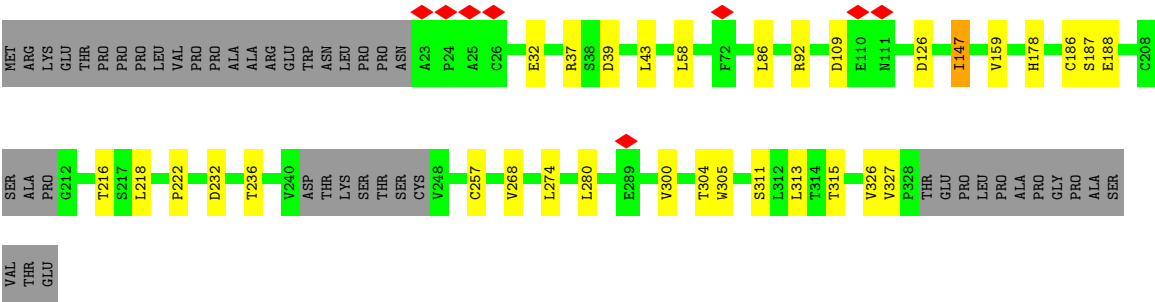 MET ARG LYS GLU THR PRO PRO PRO LEU VAL PRO PRO ALA ALA ARG GLU TRP ASN LEU PRO PRO ASN A23 P24 A25 C26 E32 R37 S38 D39 L43 L58 F72 L86 R92 D109 E110 N111 D126 I147 V159 H178 C186 S187 E188 C208
SER ALA PRO G212 T216 S217 L218 P222 D232 T236 V240 ASP THR LYS SER THR SER CYS V248 C257 V268 L274 L280 E289 V300 T304 W305 S311 L312 L313 T314 T315 V326 V327 P328 THR GLU PRO LEU PRO ALA PRO GLY PRO ALA SER
VAL THR GLU